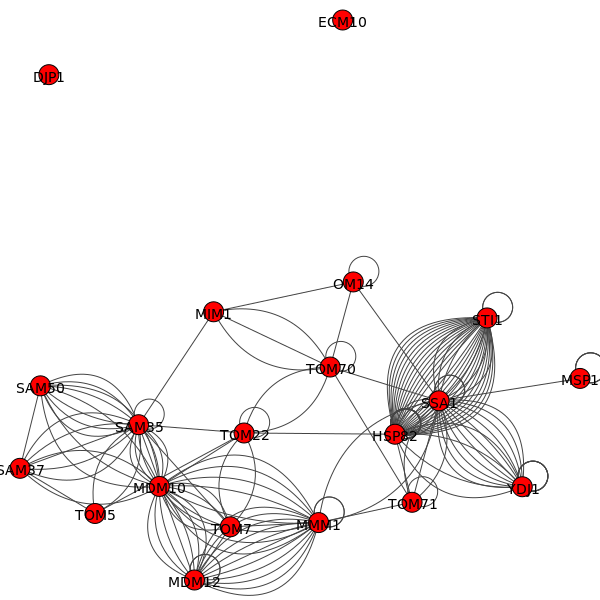 ECM10
DJP1
OM14
MIM1
STI1
TOM70
MSP1
SAM50
SSA1
SAM35
TOM22
HSP82
SAM37
MDM10
YDJ1
TOM5
TOM7
MMM1
TOM71
MDM12